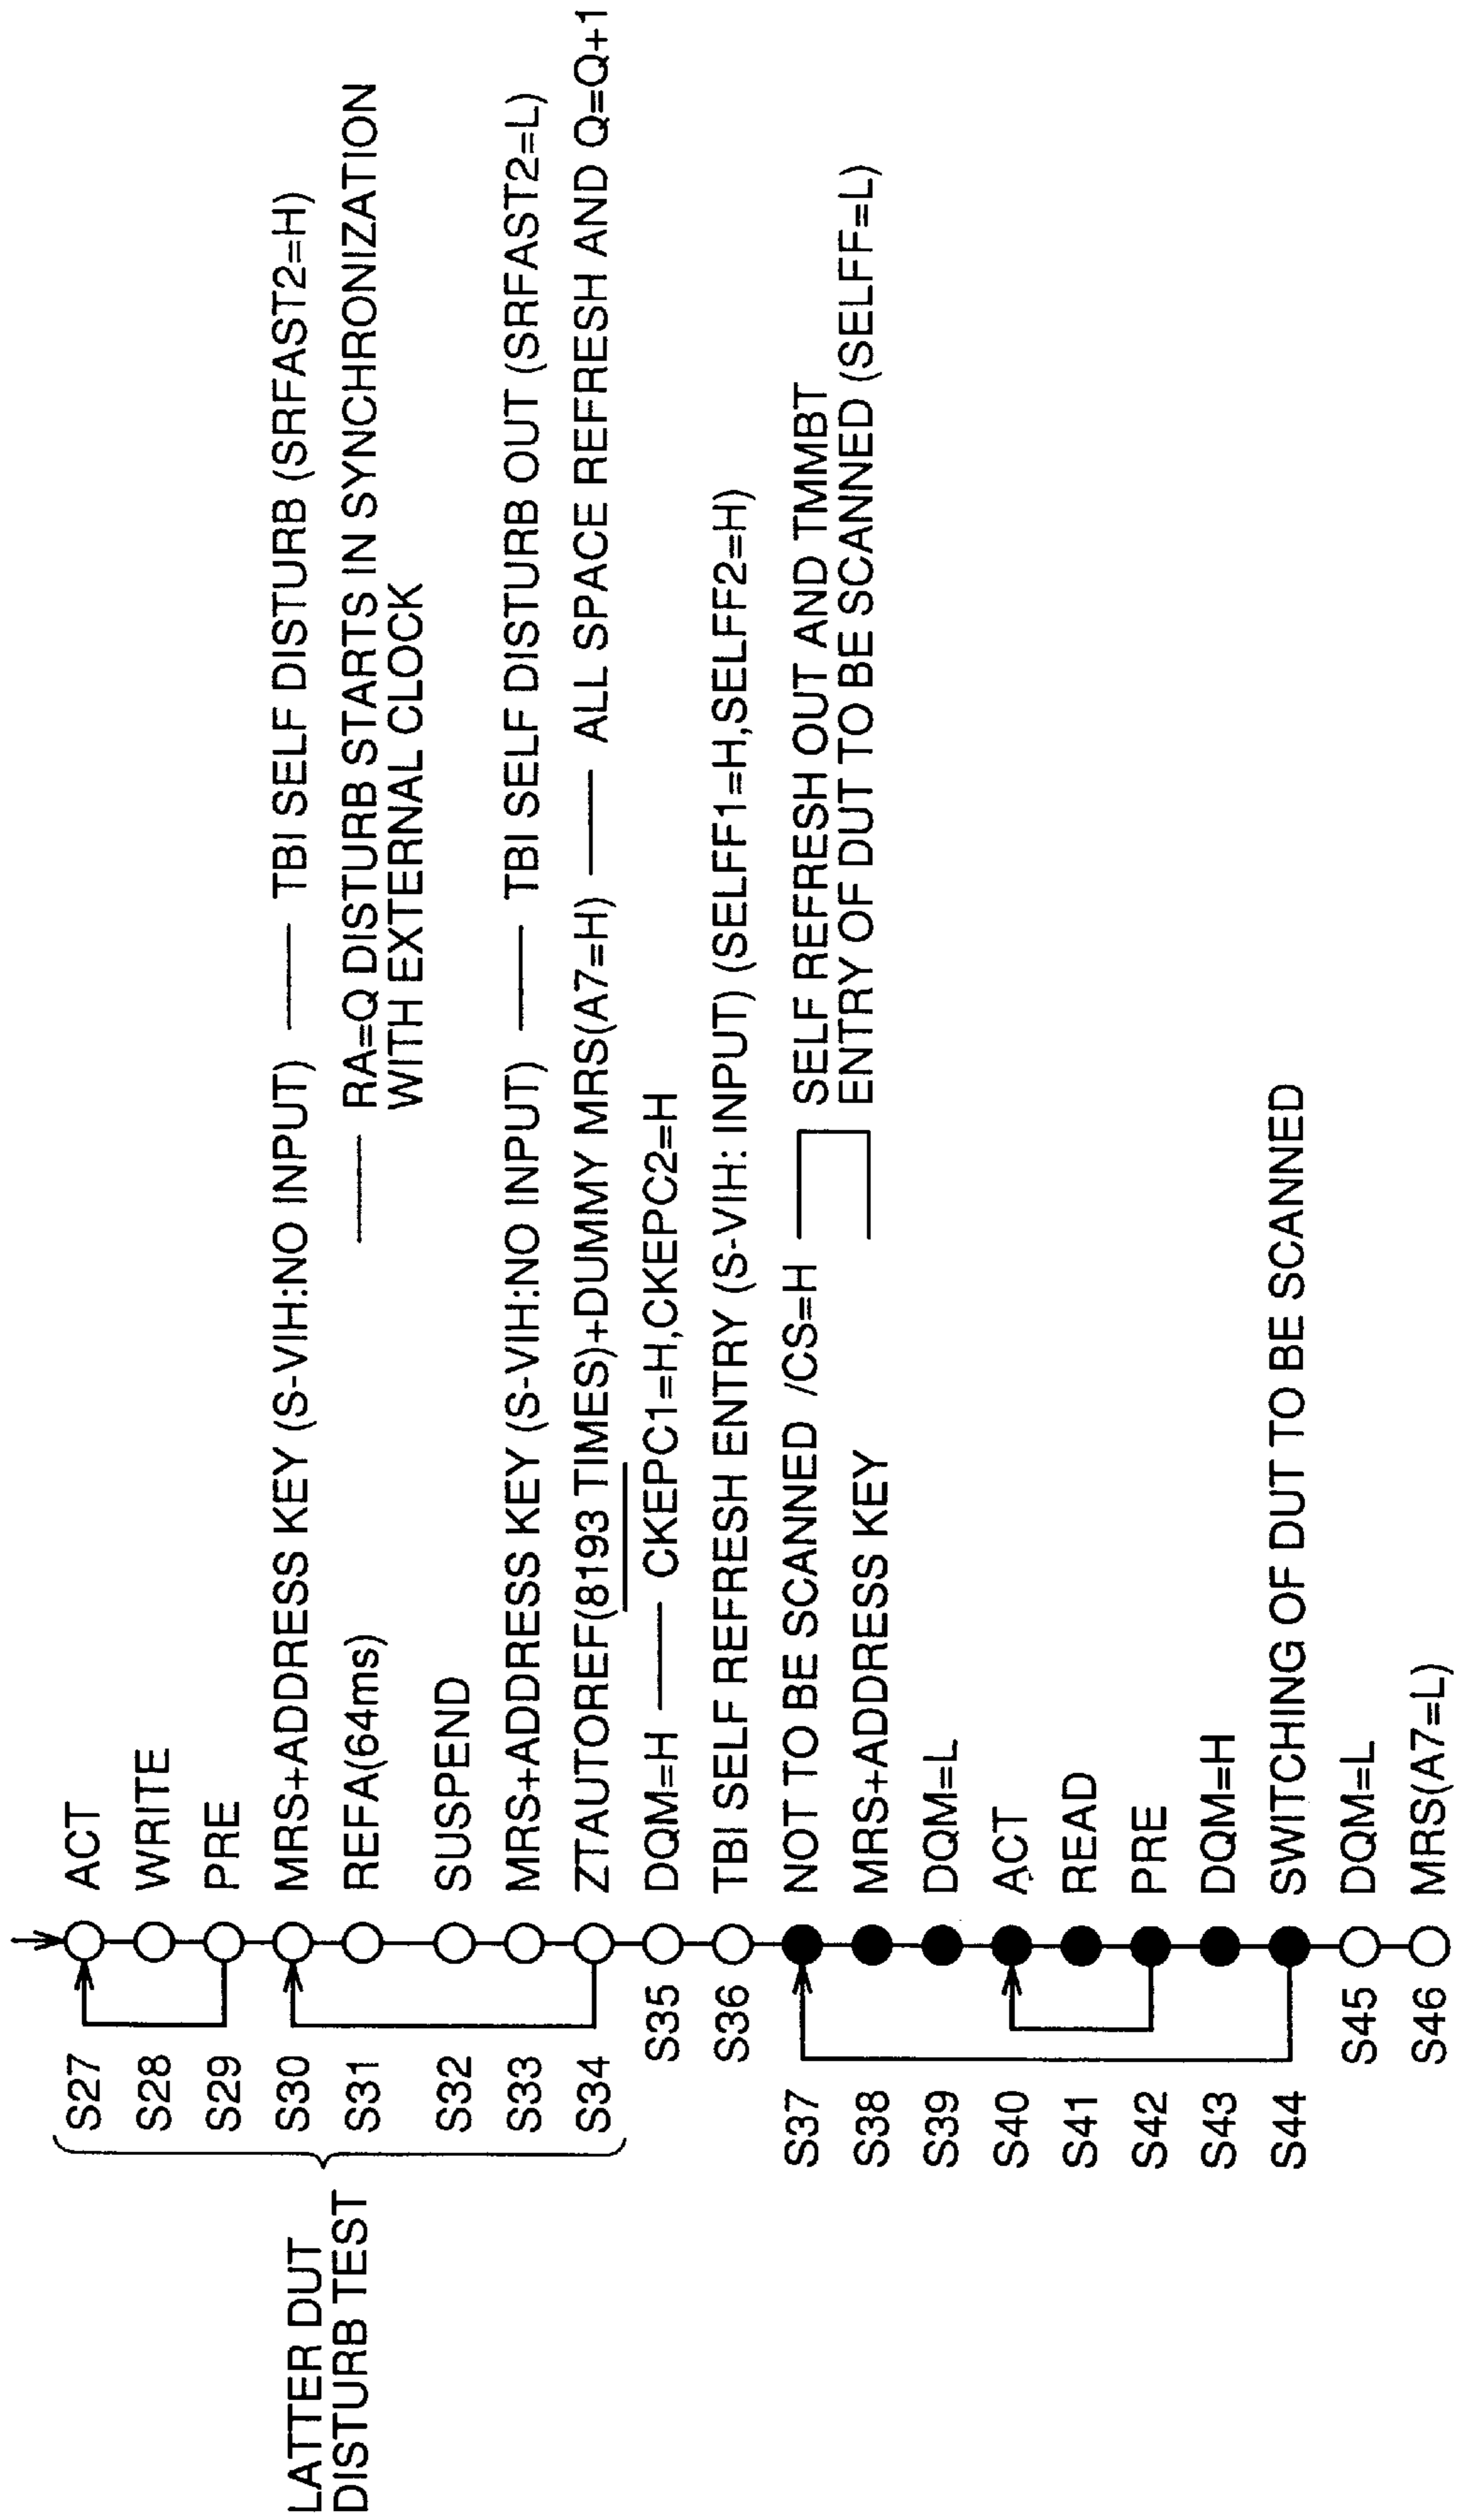 LATTER DUT
DISTURB TEST
S27 ACT
S28 WRITE
S29 PRE
S30 MRS+ADDRESS KEY (S-VIH:NO INPUT) —— TBI SELF DISTURB (SRFAST2=H)
S31 REFA(64ms) —— RA=Q DISTURB STARTS IN SYNCHRONIZATION
WITH EXTERNAL CLOCK
S32 SUSPEND
S33 MRS+ADDRESS KEY (S-VIH:NO INPUT) —— TBI SELF DISTURB OUT (SRFAST2=L)
S34 ZTAUTOREF(8193 TIMES)+DUMMY MRS(A7=H) —— ALL SPACE REFRESH AND Q=Q+1
S35 DQM=H —— CKEPC1=H,CKEPC2=H
S36 TBI SELF REFRESH ENTRY (S-VIH: INPUT) (SELFF1=H,SELFF2=H)
S37 NOT TO BE SCANNED /CS=H SELF REFRESH OUT AND TMMBT
S38 MRS+ADDRESS KEY ENTRY OF DUT TO BE SCANNED (SELFF=L)
S39 DQM=L
S40 ACT
S41 READ
S42 PRE
S43 DQM=H
S44 SWITCHING OF DUT TO BE SCANNED
S45 DQM=L
S46 MRS(A7=L)